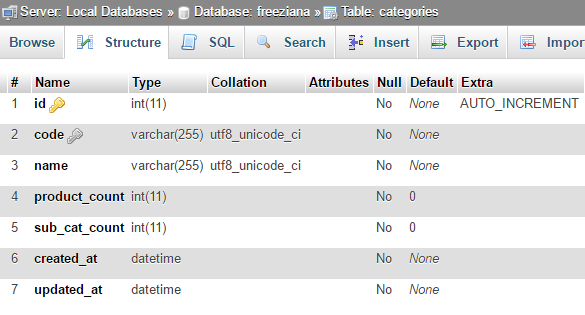 Server: Local Databases » Database: freeziana » Table: categories
Browse Structure SQL Search Insert Export Impor
# Name Type Collation Attributes Null Default Extra
1 id int(11) No None AUTO_INCREMENT
2 code varchar(255) utf8_unicode_ci No None
3 name varchar(255) utf8_unicode_ci No None
4 product_count int(11) No 0
5 sub_cat_count int(11) No 0
6 created_at datetime No None
7 updated_at datetime No None